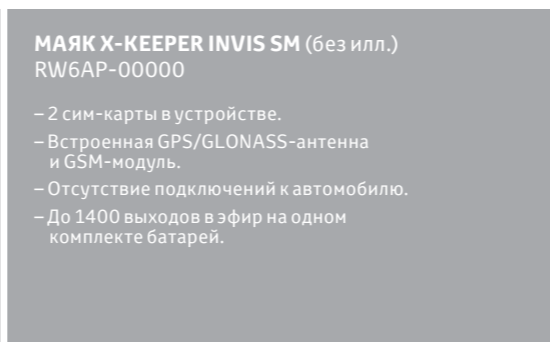 МАЯК X-KEEPER INVIS SM (без илл.)
RW6AP-00000
– 2 сим-карты в устройстве.
– Встроенная GPS/GLONASS-антенна
и GSM-модуль.
– Отсутствие подключений к автомобилю.
– До 1400 выходов в эфир на одном
комплекте батарей.